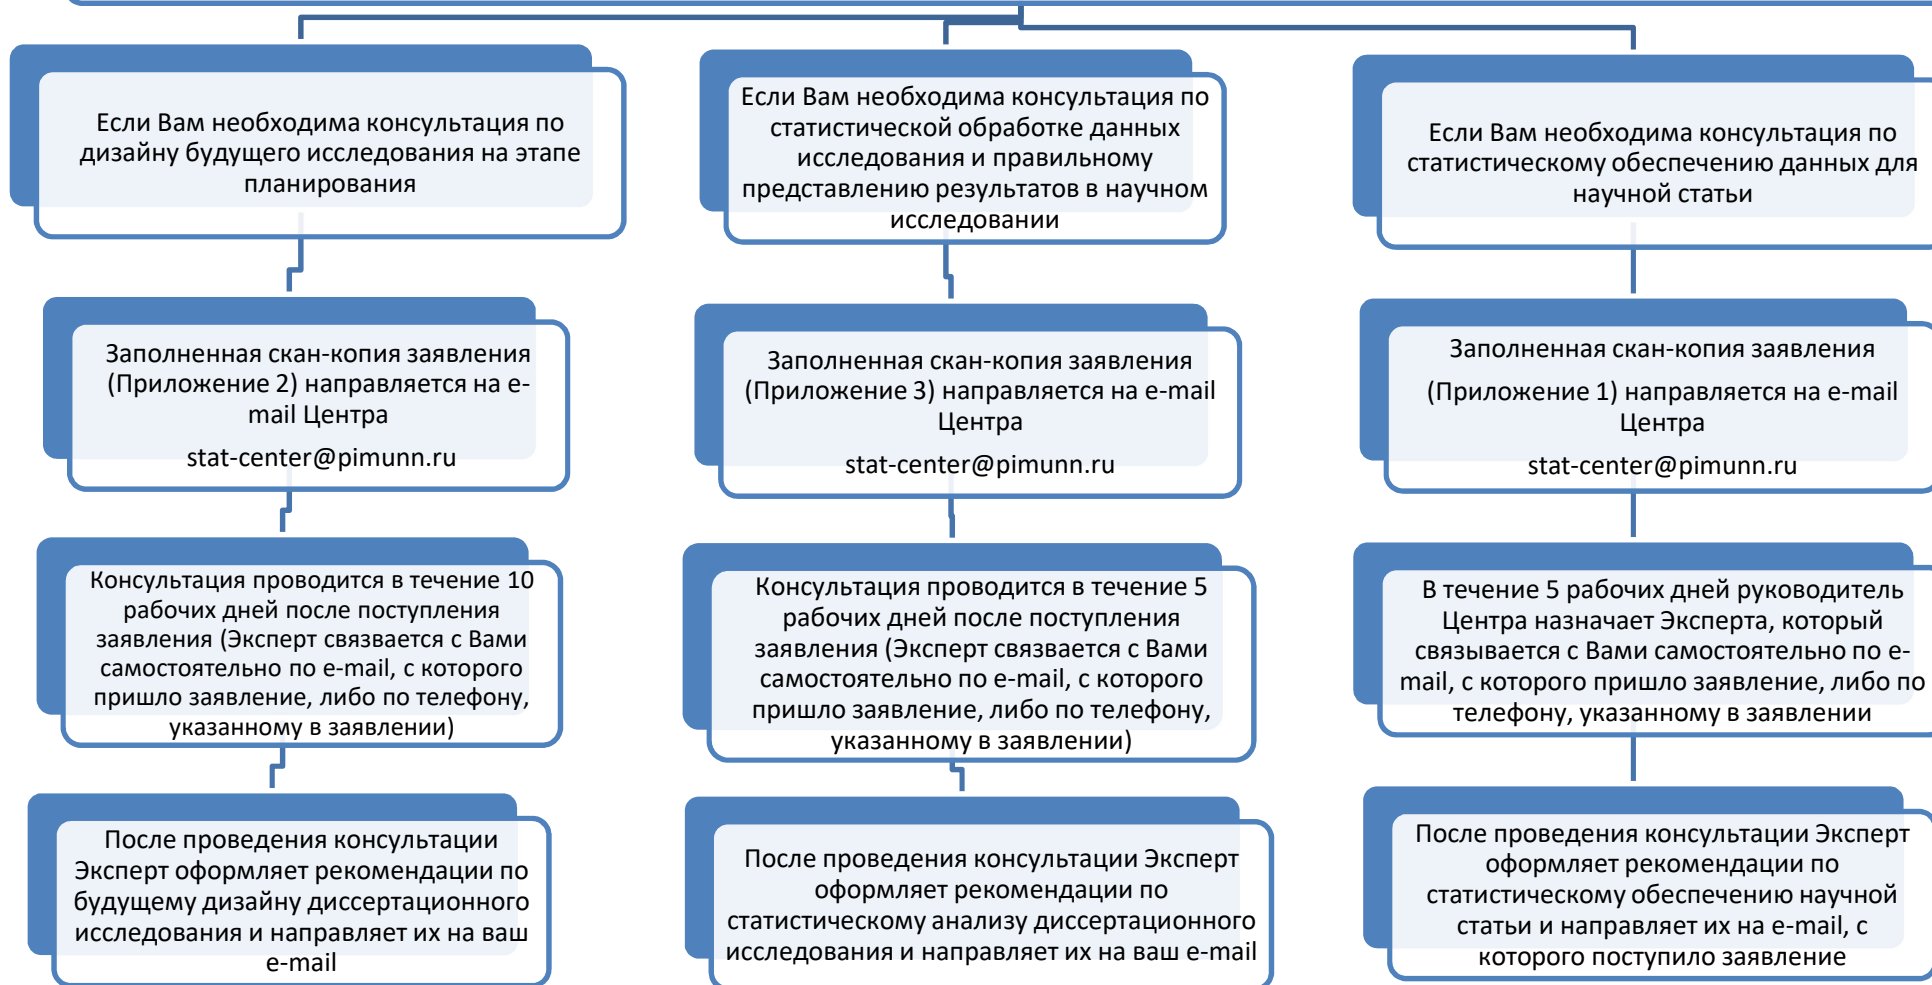 Если Вам необходима консультация по
дизайну будущего исследования на этапе
планирования
Заполненная скан-копия заявления
(Приложение 2) направляется на e-
mail Центра
stat-center@pimunn.ru
Консультация проводится в течение 10
рабочих дней после поступления
заявления (Эксперт связвается с Вами
самостоятельно по e-mail, с которого
пришло заявление, либо по телефону,
указанному в заявлении)
После проведения консультации
Эксперт оформляет рекомендации по
будущему дизайну диссертационного
исследования и направляет их на ваш
e-mail
Если Вам необходима консультация по
статистической обработке данных
исследования и правильному
представлению результатов в научном
исследовании
Заполненная скан-копия заявления
(Приложение 3) направляется на e-mail
Центра
stat-center@pimunn.ru
Консультация проводится в течение 5
рабочих дней после поступления
заявления (Эксперт связвается с Вами
самостоятельно по e-mail, с которого
пришло заявление, либо по телефону,
указанному в заявлении)
После проведения консультации Эксперт
оформляет рекомендации по
статистическому анализу диссертационного
исследования и направляет их на ваш e-mail
Если Вам необходима консультация по
статистическому обеспечению данных для
научной статьи
Заполненная скан-копия заявления
(Приложение 1) направляется на e-mail
Центра
stat-center@pimunn.ru
В течение 5 рабочих дней руководитель
Центра назначает Эксперта, который
связывается с Вами самостоятельно по e-
mail, с которого пришло заявление, либо по
телефону, указанному в заявлении
После проведения консультации Эксперт
оформляет рекомендации по
статистическому обеспечению научной
статьи и направляет их на e-mail, с
которого поступило заявление